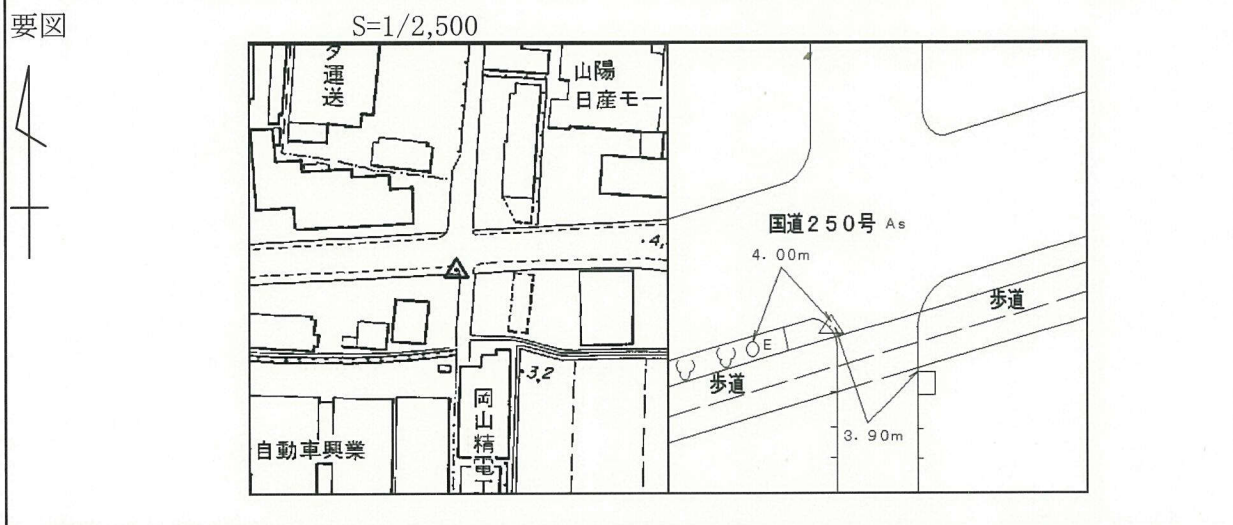 要図
S=1/2,500
タ運送
山陽
日産モー
・4.
・3.2
岡山精電工
自動車興業
国道250号 As
4.00m
歩道
E
歩道
3.90m